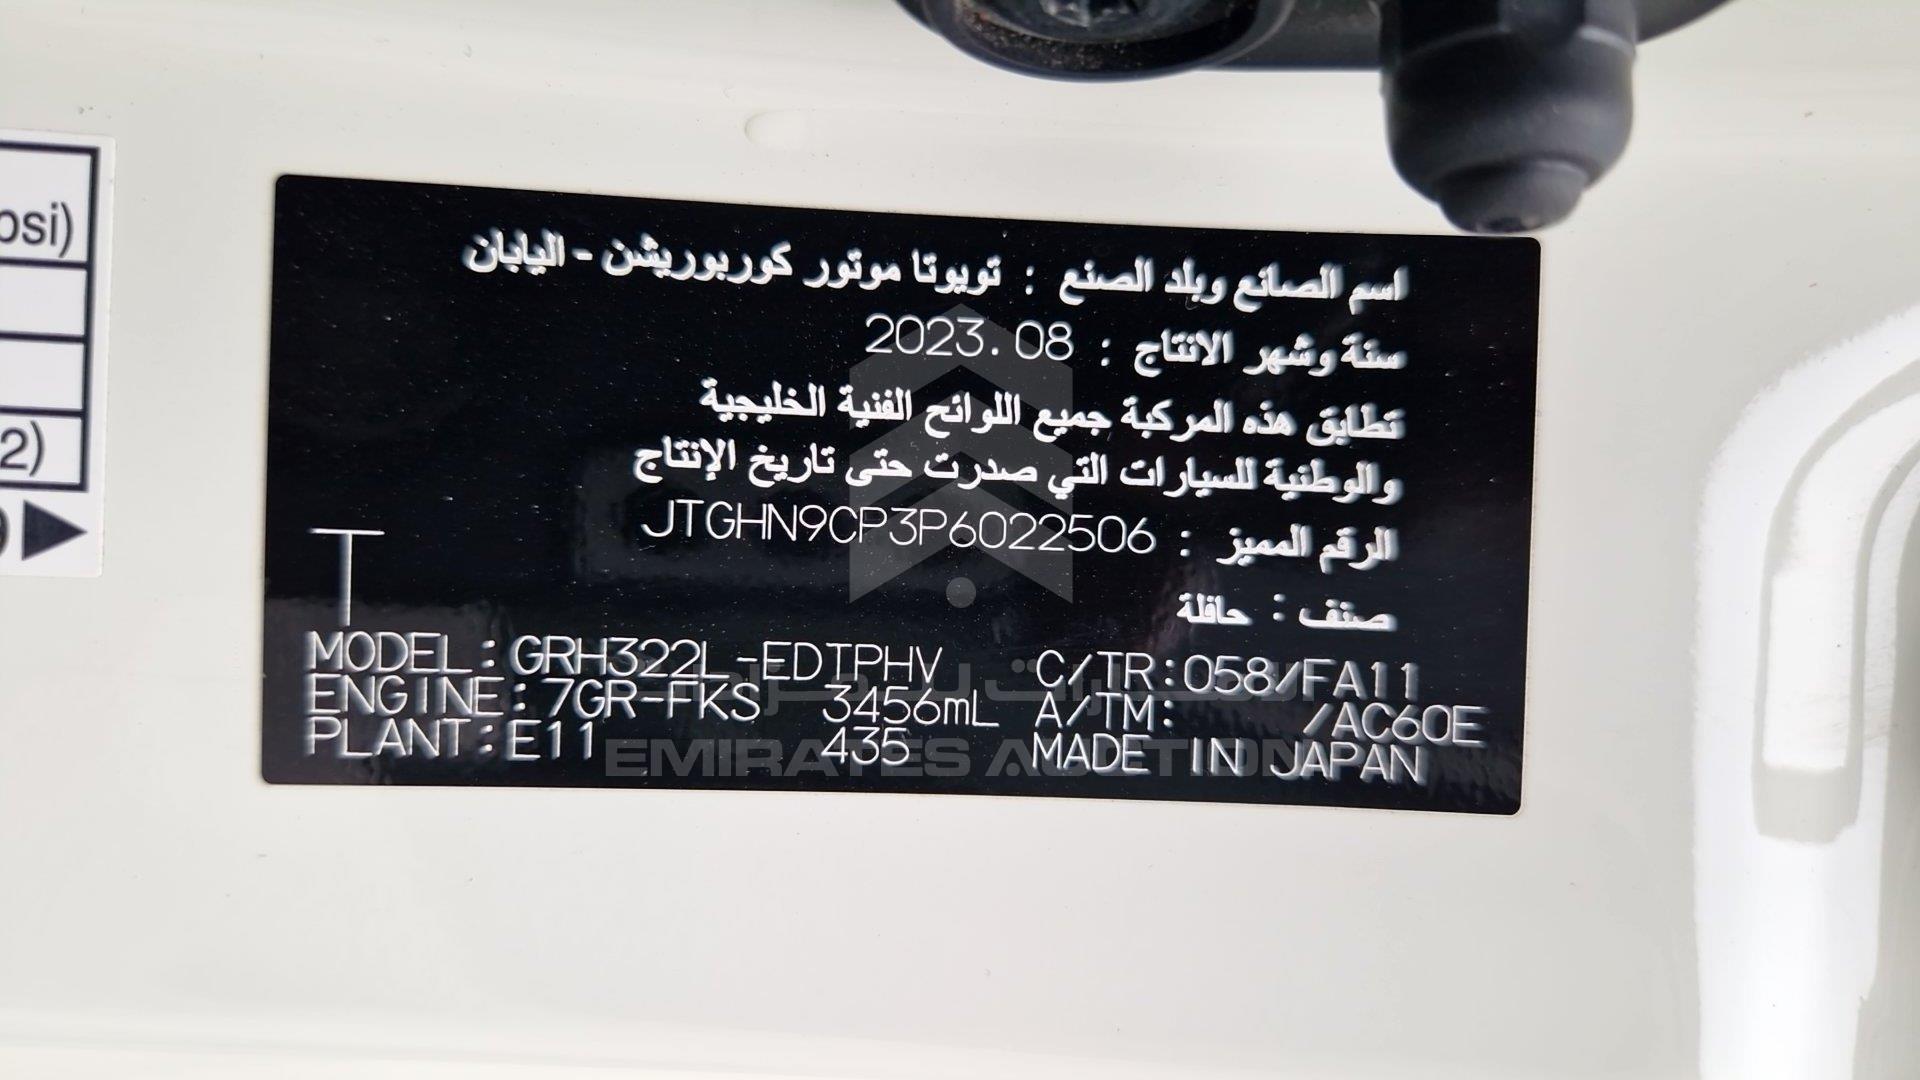 اسم الصانع وبلد الصنع : تويوتا موتور كوربوريشن - اليابان
سنة وشهر الانتاج : 2023.08
تطابق هذه المركبة جميع اللوائح الفنية الخليجية
والوطنية للسيارات التي صدرت حتى تاريخ الإنتاج
الرقم المميز : JTGHN9CP3P6022506
صنف : حافلة
T
MODEL:GRH322L-EDTPHV C/TR:058/FA11
ENGINE:7GR-FKS 3456mL A/TM: /AC60E
PLANT:E11 435 MADE IN JAPAN
EMIRATES AUCTION
psi)
2)